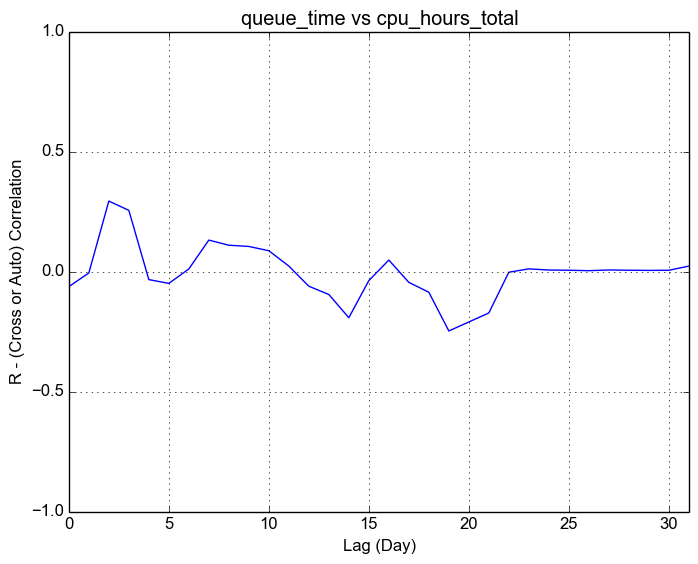 queue_time vs cpu_hours_total
1.0
0.5
0.0
−0.5
−1.0
R - (Cross or Auto) Correlation
0 5 10 15 20 25 30
Lag (Day)